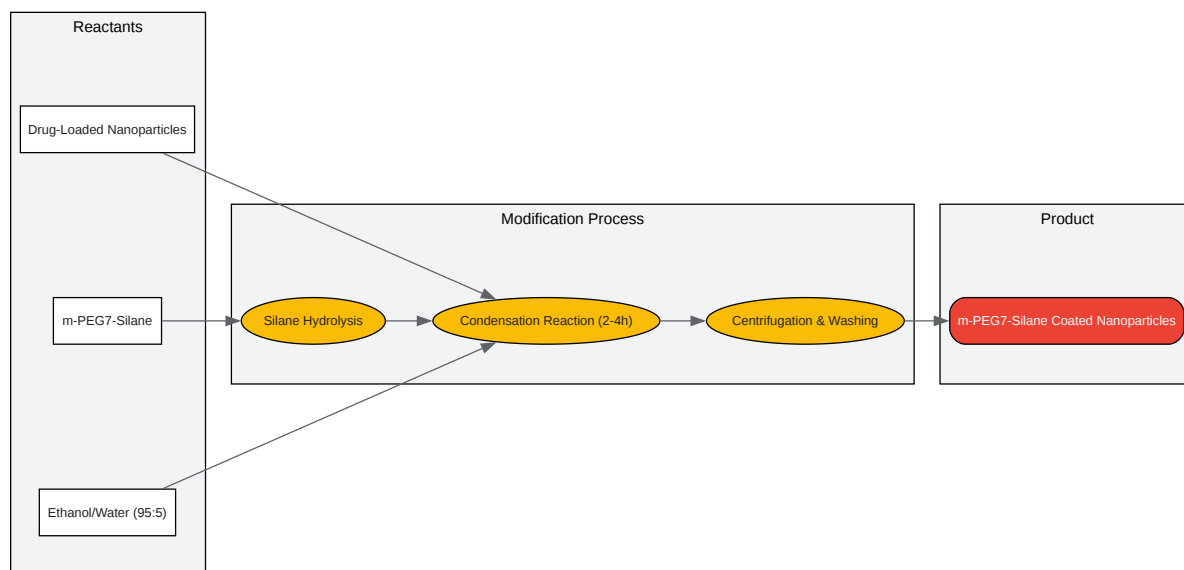 Reactants
Drug-Loaded Nanoparticles
m-PEG7-Silane
Ethanol/Water (95:5)
Modification Process
Silane Hydrolysis
Condensation Reaction (2-4h)
Centrifugation & Washing
Product
m-PEG7-Silane Coated Nanoparticles